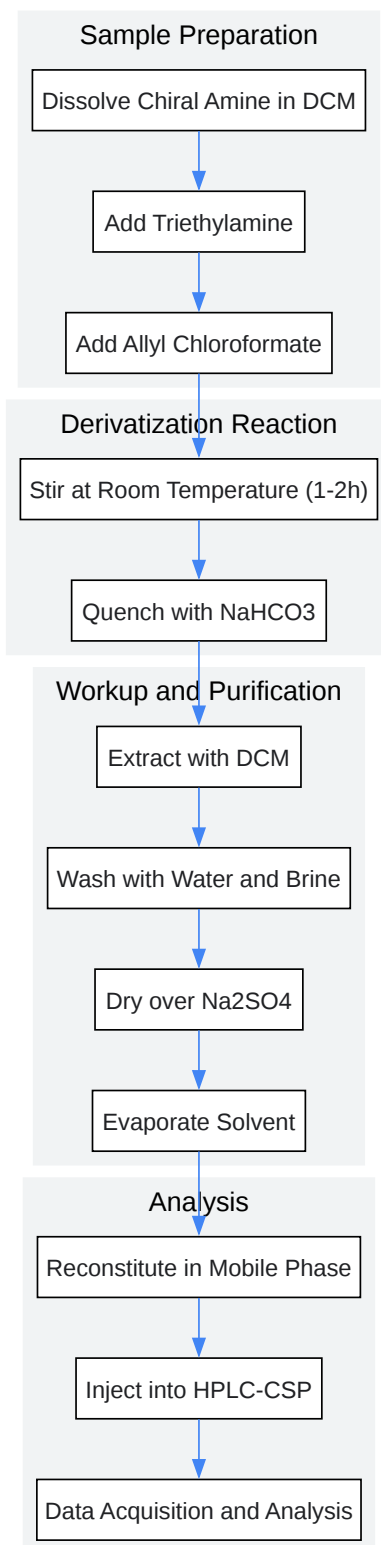 Sample Preparation
Dissolve Chiral Amine in DCM
Add Triethylamine
Add Allyl Chloroformate
Derivatization Reaction
Stir at Room Temperature (1-2h)
Quench with NaHCO3
Workup and Purification
Extract with DCM
Wash with Water and Brine
Dry over Na2SO4
Evaporate Solvent
Analysis
Reconstitute in Mobile Phase
Inject into HPLC-CSP
Data Acquisition and Analysis